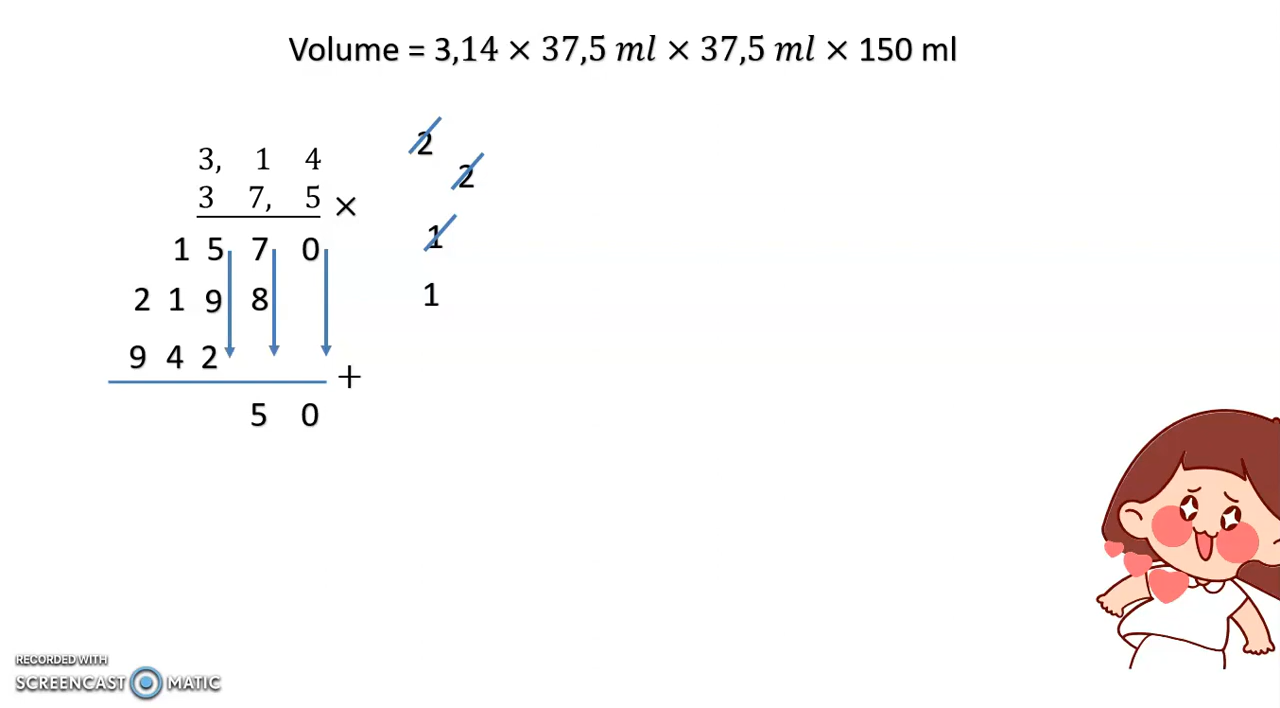 Volume = 3,14 × 37,5 ml × 37,5 ml × 150 ml
3, 1 4
3 7, 5 ×
1 5 7 0
2 1 9 8
9 4 2
+
5 0
2
2
1
1
RECORDED WITH
SCREENCAST MATIC